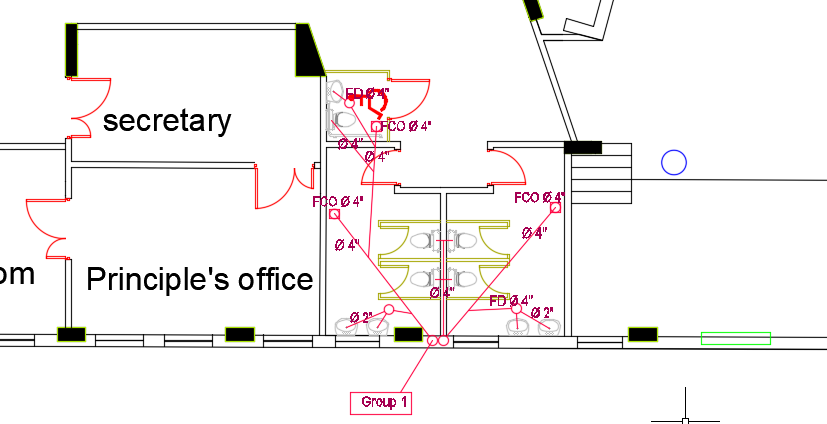 FD Ø 4"
secretary
FCO Ø 4"
Ø 4"
Ø 4"
FCO Ø 4"
FCO Ø 4"
Ø 4"
Ø 4"
om
Principle's office
Ø 4"
FD Ø 4"
Ø 2"
Ø 2"
Group 1